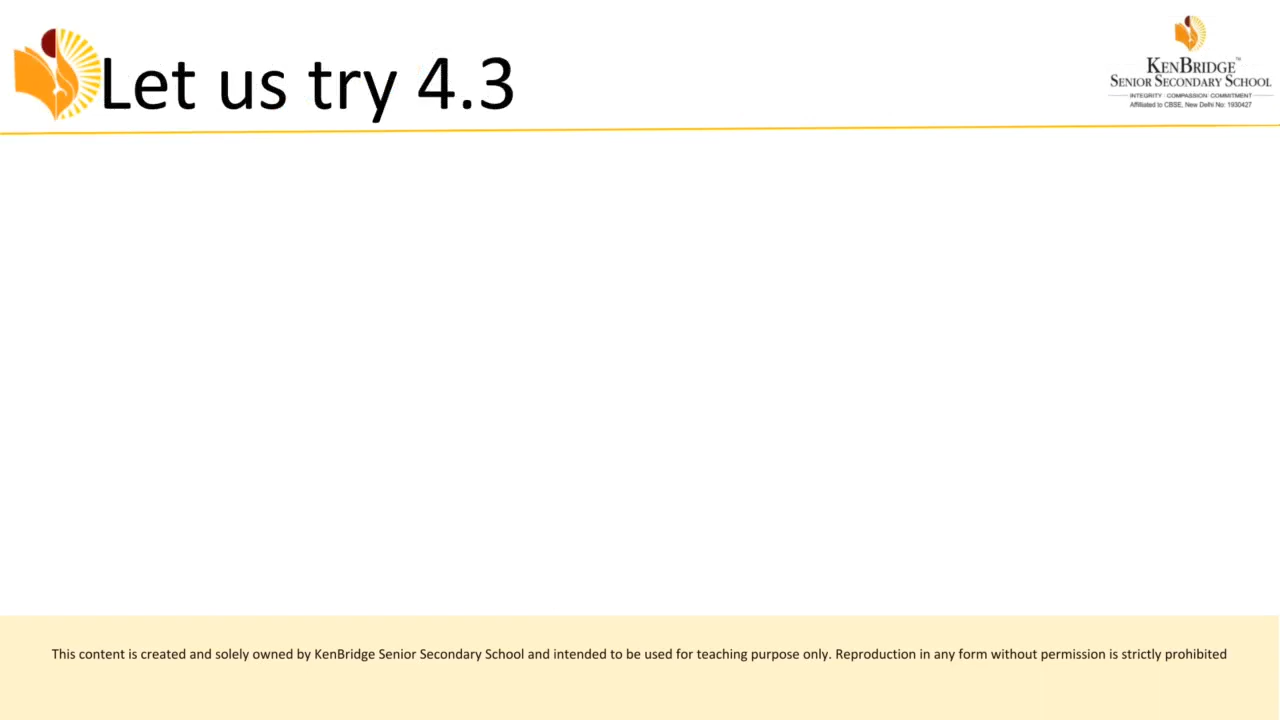 Let us try 4.3
KENBRIDGE™
SENIOR SECONDARY SCHOOL
INTEGRITY · COMPASSION · COMMITMENT
Affiliated to CBSE, New Delhi No: 1930427
This content is created and solely owned by KenBridge Senior Secondary School and intended to be used for teaching purpose only. Reproduction in any form without permission is strictly prohibited